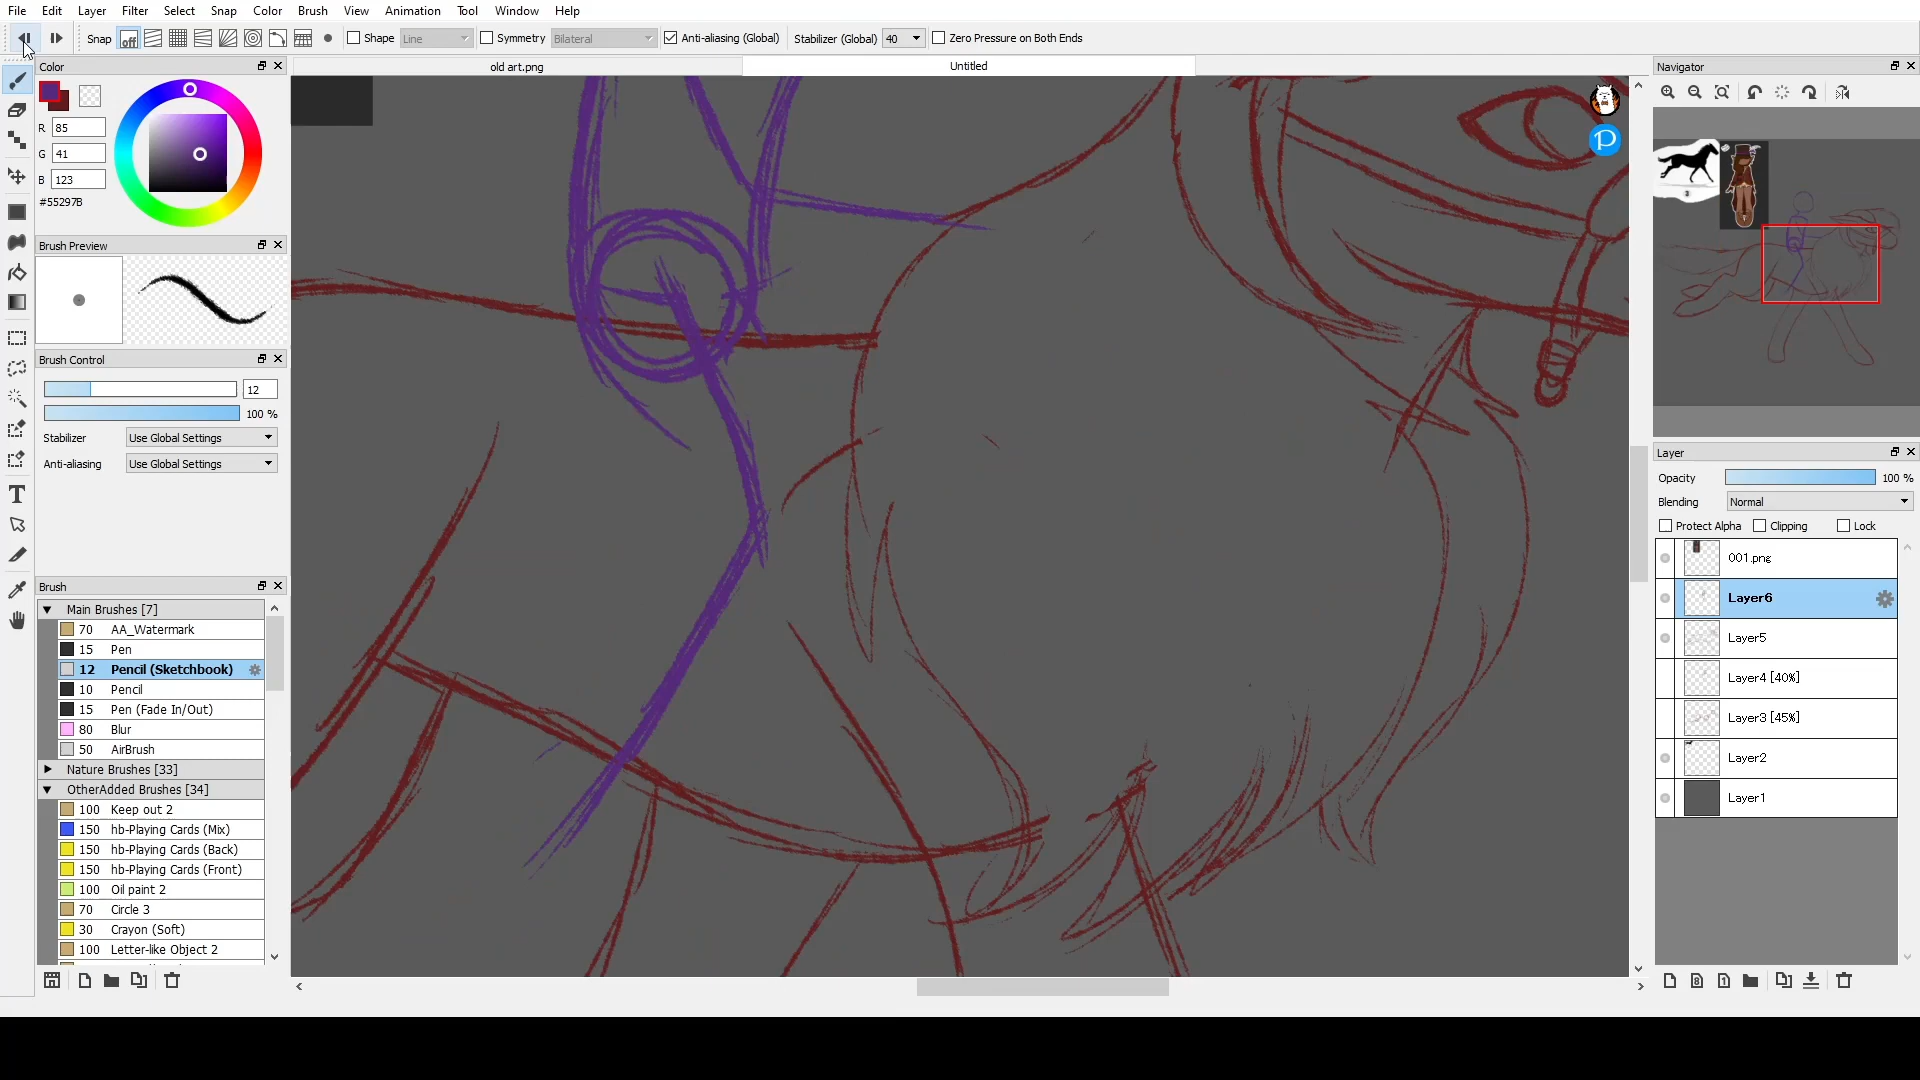 File Edit Layer Filter Select Snap Color Brush View Animation Tool Window Help
Snap off Shape Line Symmetry Bilateral Anti-aliasing (Global) Stabilizer (Global) 40 Zero Pressure on Both Ends
Color
old art.png
Untitled
Navigator
R 85
G 41
B 123
#55297B
Brush Preview
Brush Control
12
100 %
Stabilizer Use Global Settings
Anti-aliasing Use Global Settings
Brush
Main Brushes [7]
70 AA_Watermark
15 Pen
12 Pencil (Sketchbook)
10 Pencil
15 Pen (Fade In/Out)
80 Blur
50 AirBrush
Nature Brushes [33]
OtherAdded Brushes [34]
100 Keep out 2
150 hb-Playing Cards (Mix)
150 hb-Playing Cards (Back)
150 hb-Playing Cards (Front)
100 Oil paint 2
70 Circle 3
30 Crayon (Soft)
100 Letter-like Object 2
Layer
Opacity 100 %
Blending Normal
Protect Alpha Clipping Lock
001.png
Layer6
Layer5
Layer4 [40%]
Layer3 [45%]
Layer2
Layer1